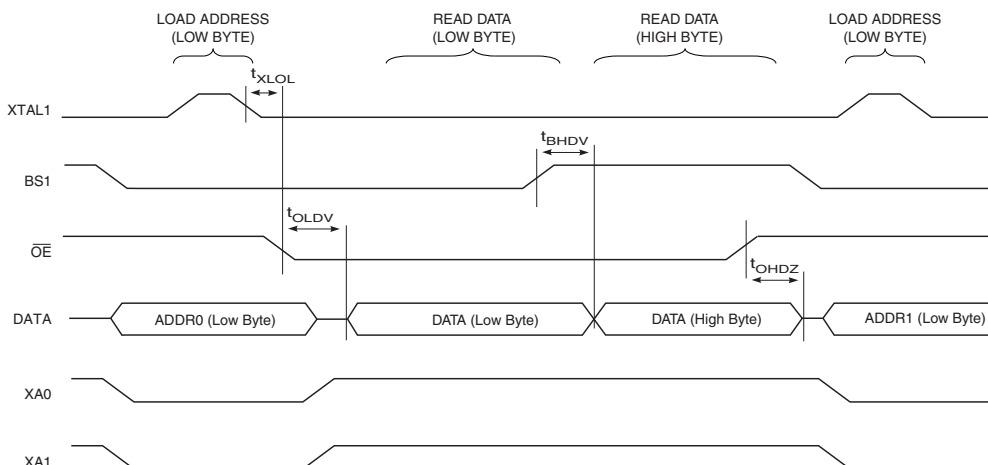 LOAD ADDRESS
(LOW BYTE)
READ DATA
(LOW BYTE)
READ DATA
(HIGH BYTE)
LOAD ADDRESS
(LOW BYTE)
tXLOL
XTAL1
tBHDV
BS1
tOLDV
OE
tOHDZ
DATA
ADDR0 (Low Byte)
DATA (Low Byte)
DATA (High Byte)
ADDR1 (Low Byte)
XA0
XA1